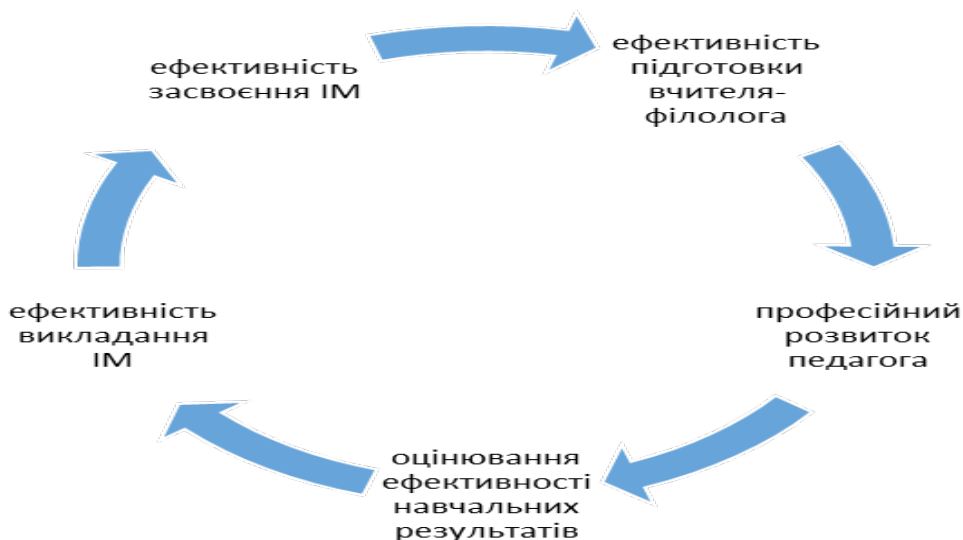 ефективність
засвоєння ІМ
ефективність
підготовки
вчителя-
філолога
професійний
розвиток
педагога
оцінювання
ефективності
навчальних
результатів
ефективність
викладання
ІМ